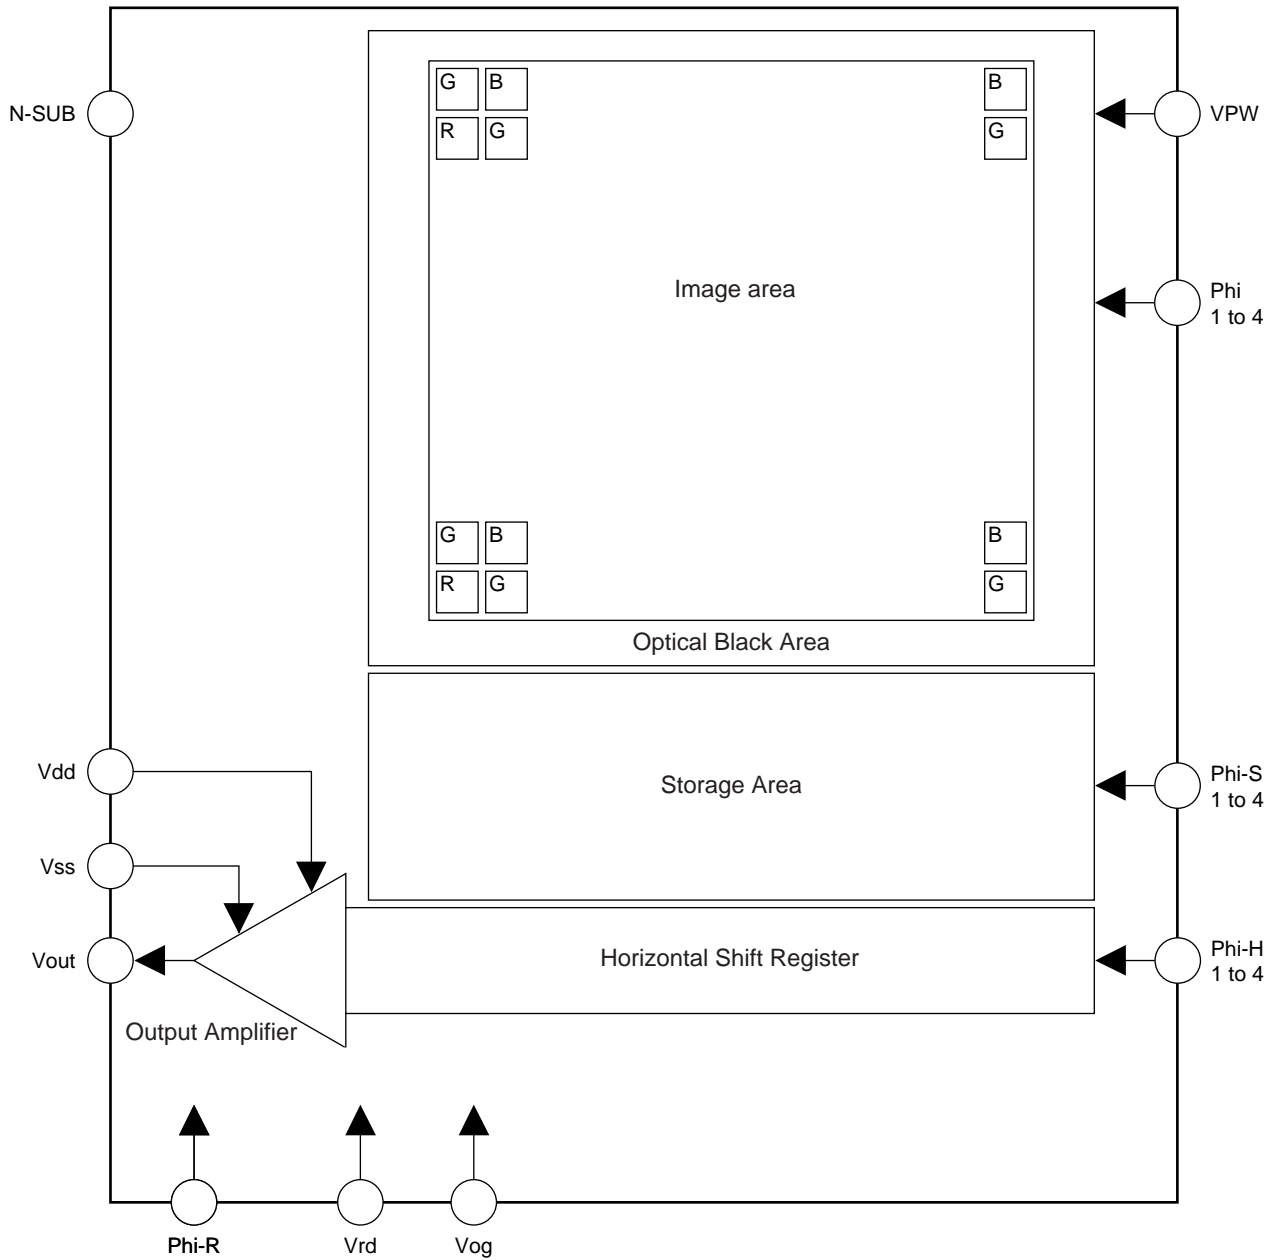 G B B
N-SUB
VPW
R G G
Image area
Phi
1 to 4
G B B
R G G
Optical Black Area
Vdd
Storage Area
Phi-S
1 to 4
Vss
Vout
Horizontal Shift Register
Phi-H
1 to 4
Output Amplifier
Phi-R
Vrd
Vog